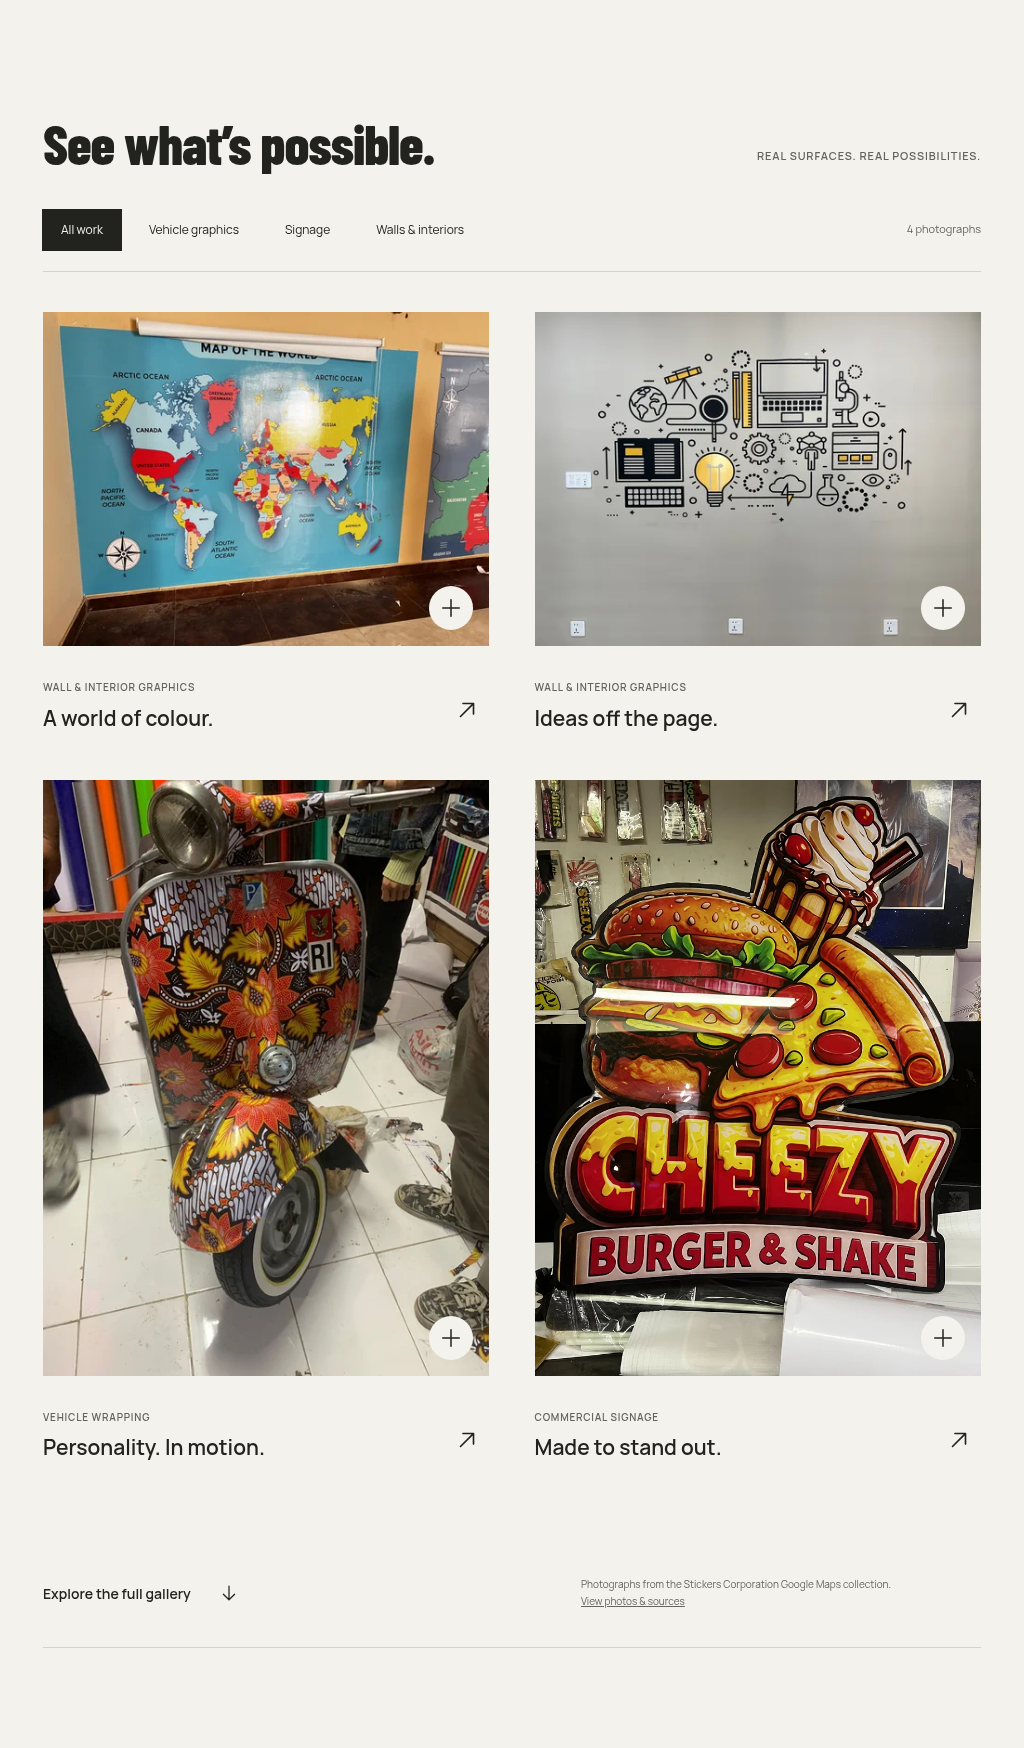 See what’s possible.
REAL SURFACES. REAL POSSIBILITIES.
All work
Vehicle graphics
Signage
Walls & interiors
4 photographs
MAP OF THE WORLD
ARCTIC OCEAN
ARCTIC OCEAN
CANADA
NORTH PACIFIC OCEAN
SOUTH ATLANTIC OCEAN
WALL & INTERIOR GRAPHICS
A world of colour.
WALL & INTERIOR GRAPHICS
Ideas off the page.
RI
CHEEZY
BURGER & SHAKE
VEHICLE WRAPPING
Personality. In motion.
COMMERCIAL SIGNAGE
Made to stand out.
Explore the full gallery
Photographs from the Stickers Corporation Google Maps collection.
View photos & sources